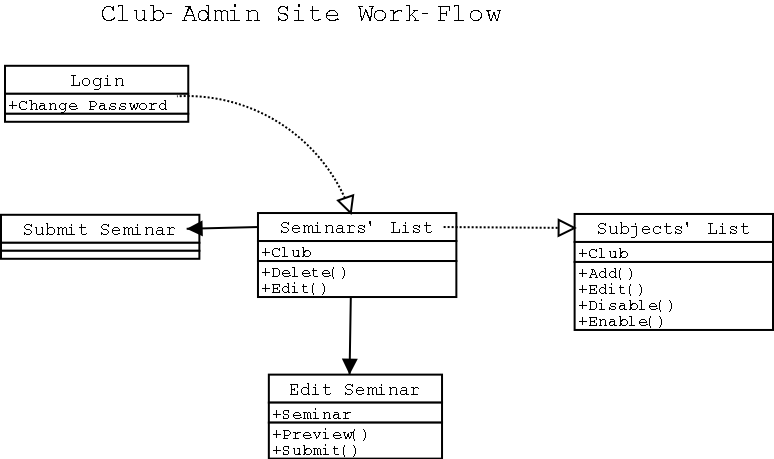 Club-Admin Site Work-Flow
Login
+Change Password
Submit Seminar
Seminars' List
+Club
+Delete()
+Edit()
Subjects' List
+Club
+Add()
+Edit()
+Disable()
+Enable()
Edit Seminar
+Seminar
+Preview()
+Submit()